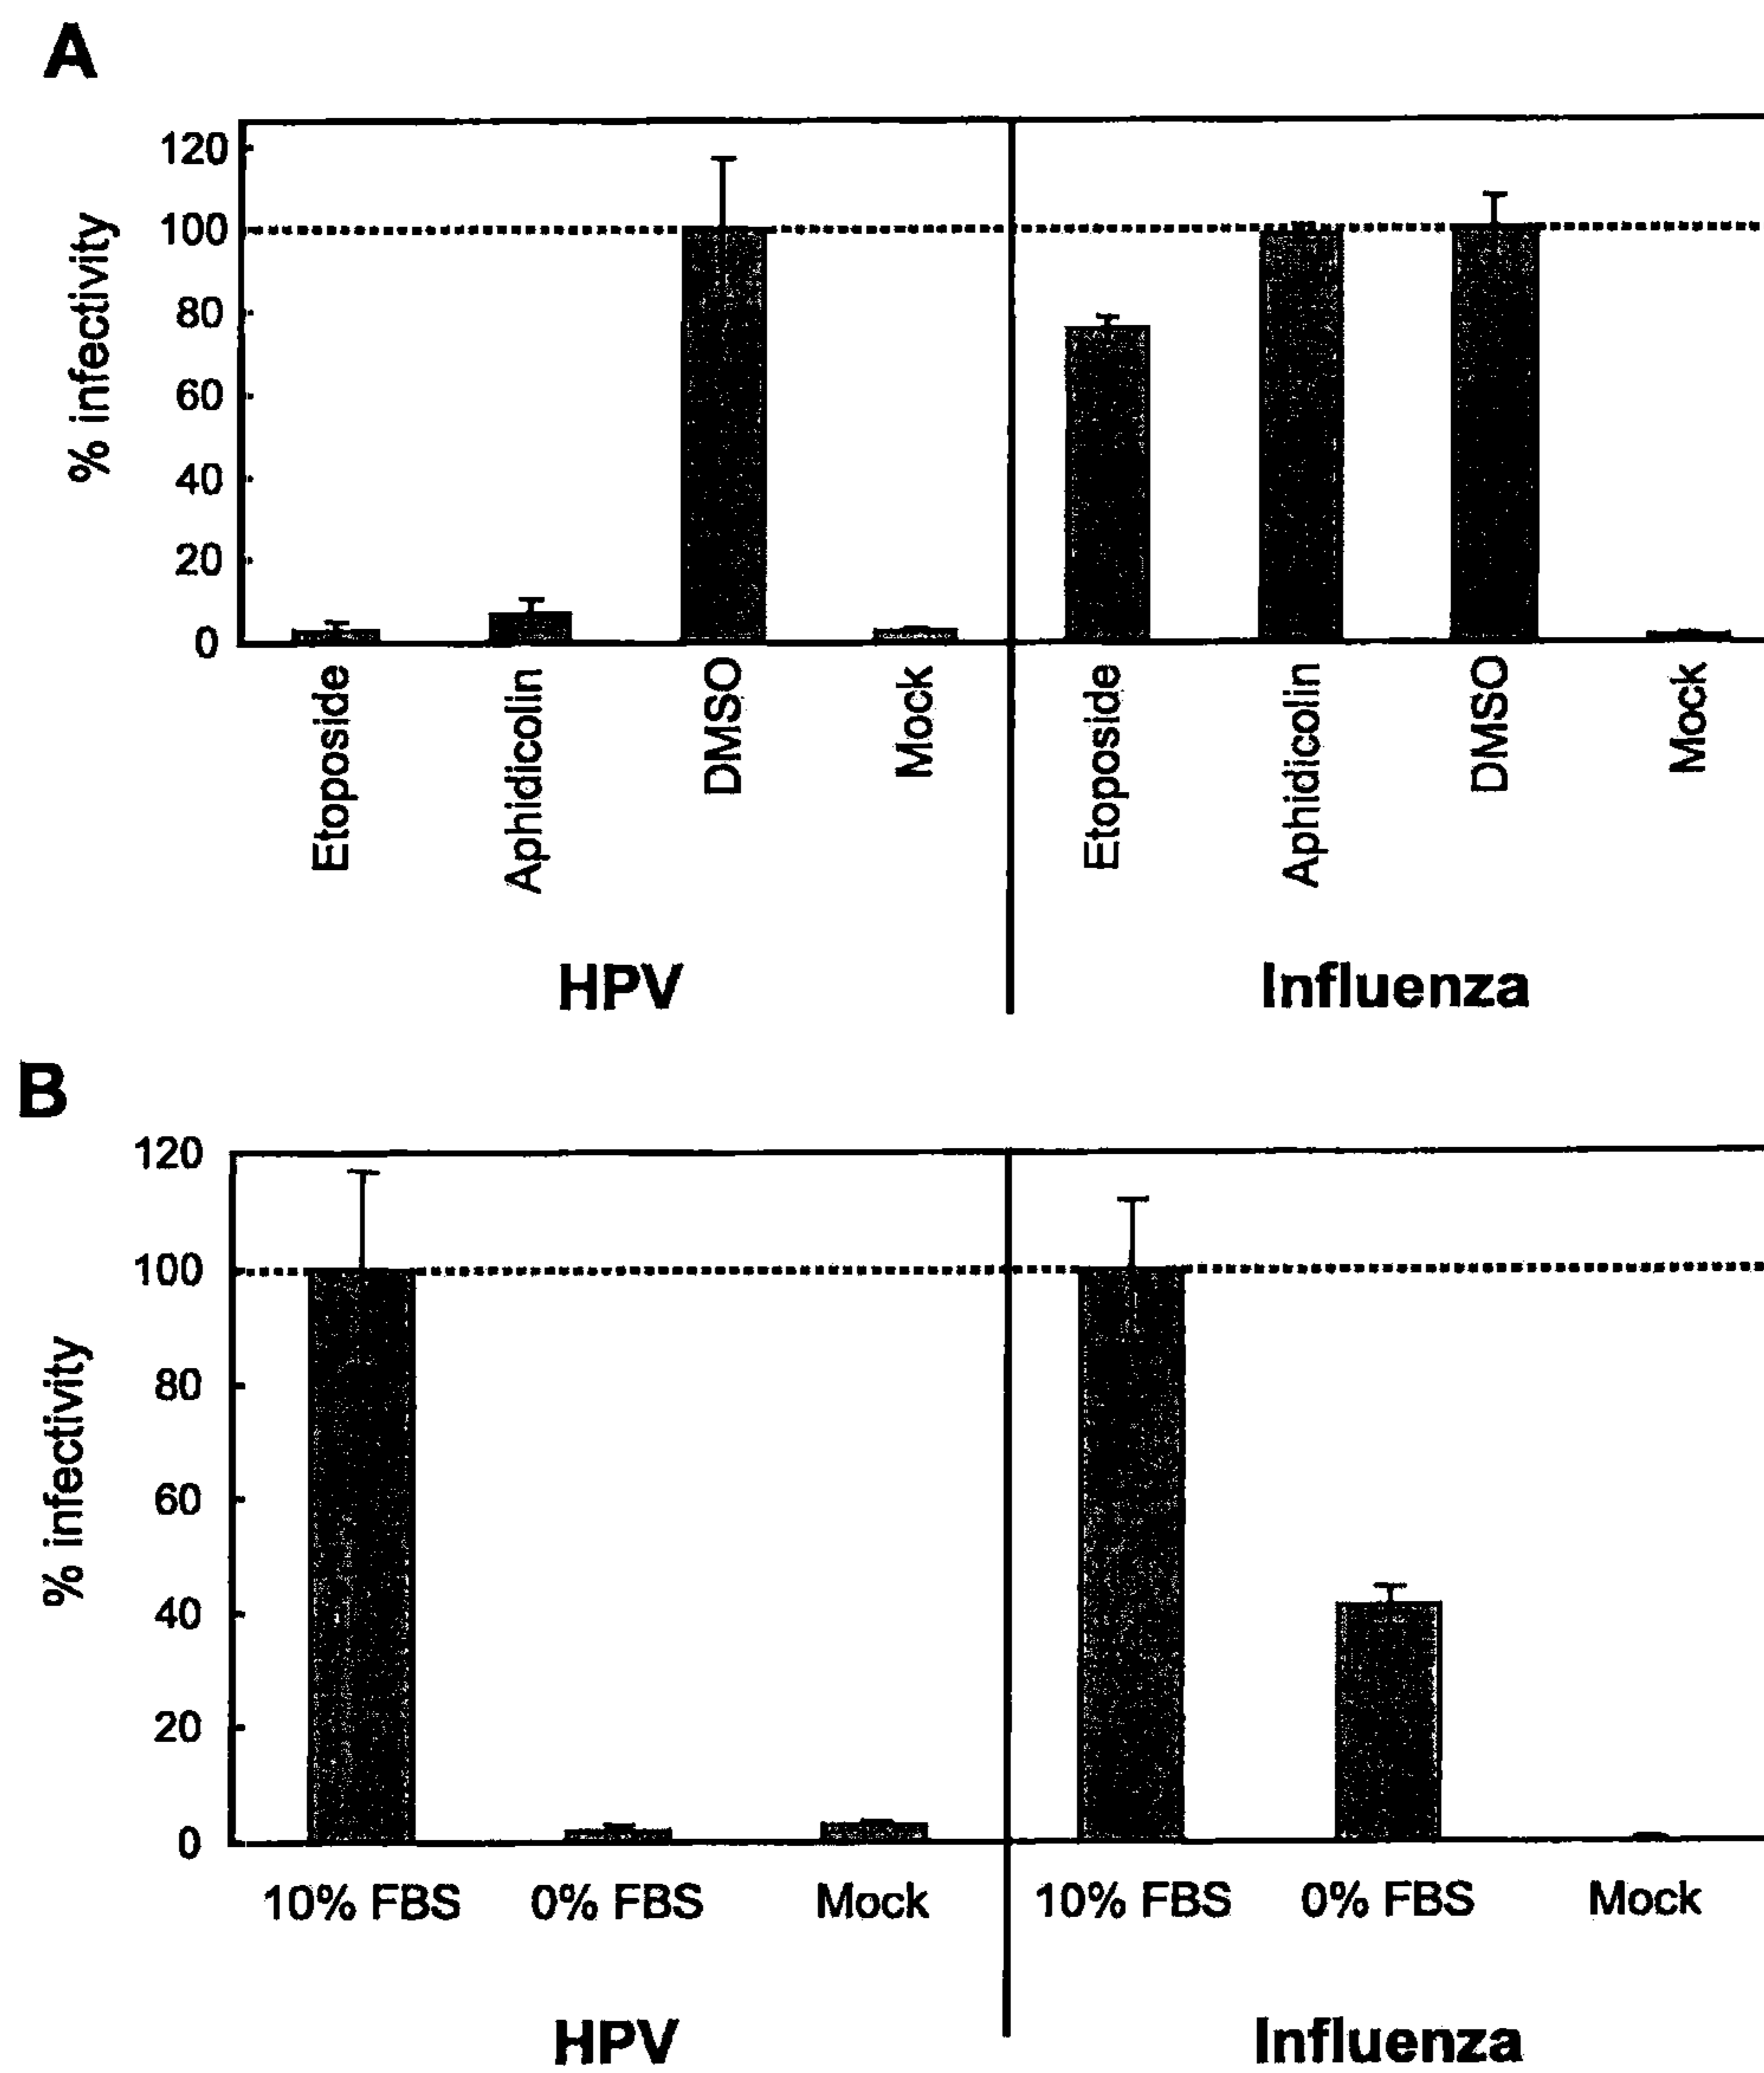 A
120
100
80
60
40
20
0
% infectivity
Etoposide
Aphidicolin
DMSO
Mock
Etoposide
Aphidicolin
DMSO
Mock
HPV
Influenza
B
120
100
80
60
40
20
0
% infectivity
10% FBS 0% FBS Mock 10% FBS 0% FBS Mock
HPV
Influenza